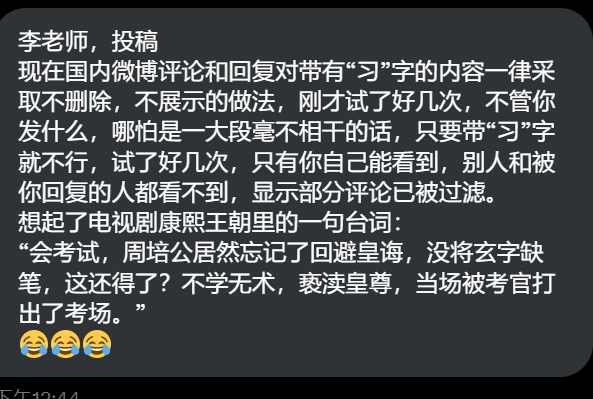 李老师，投稿
现在国内微博评论和回复对带有“习”字的内容一律采
取不删除，不展示的做法，刚才试了好几次，不管你
发什么，哪怕是一大段毫不相干的话，只要带“习”字
就不行，试了好几次，只有你自己能看到，别人和被
你回复的人都看不到，显示部分评论已被过滤。
想起了电视剧康熙王朝里的一句台词：
“会考试，周培公居然忘记了回避皇诲，没将玄字缺
笔，这还得了？不学无术，亵渎皇尊，当场被考官打
出了考场。”
😂😂😂
下午12:44